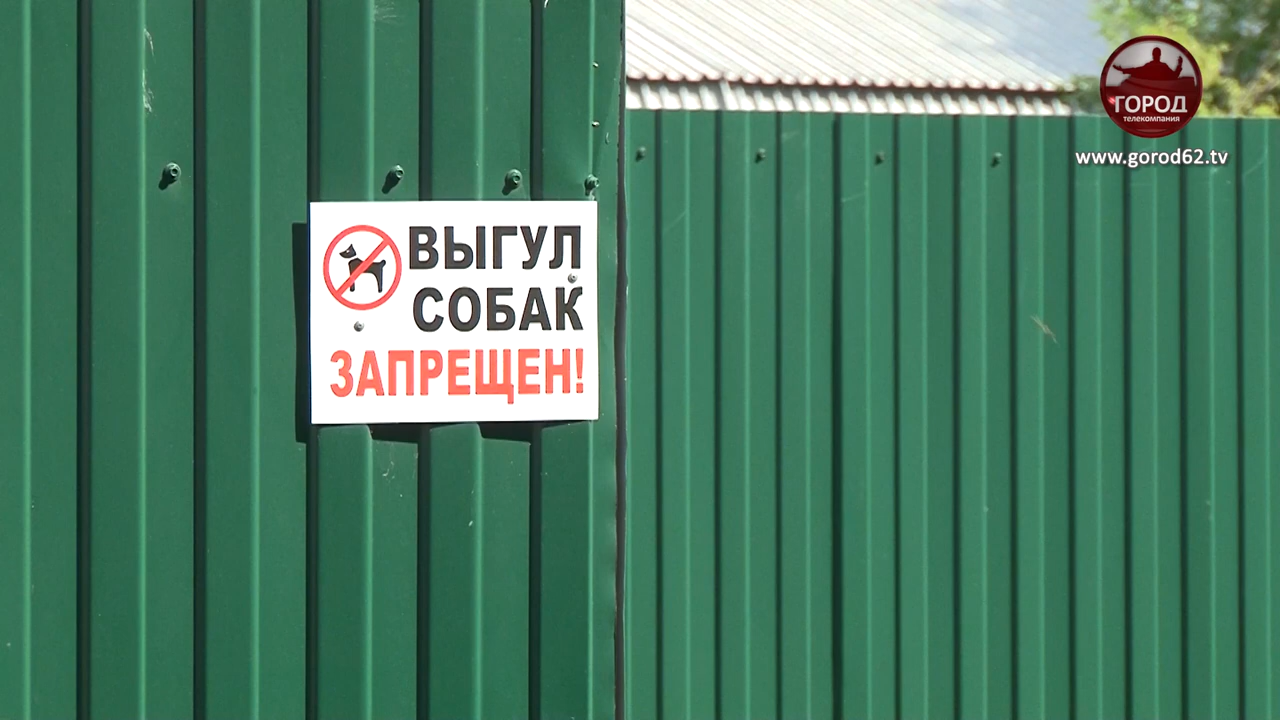 ВЫГУЛ
СОБАК
ЗАПРЕЩЕН!
ГОРОД
телекомпания
www.gorod62.tv